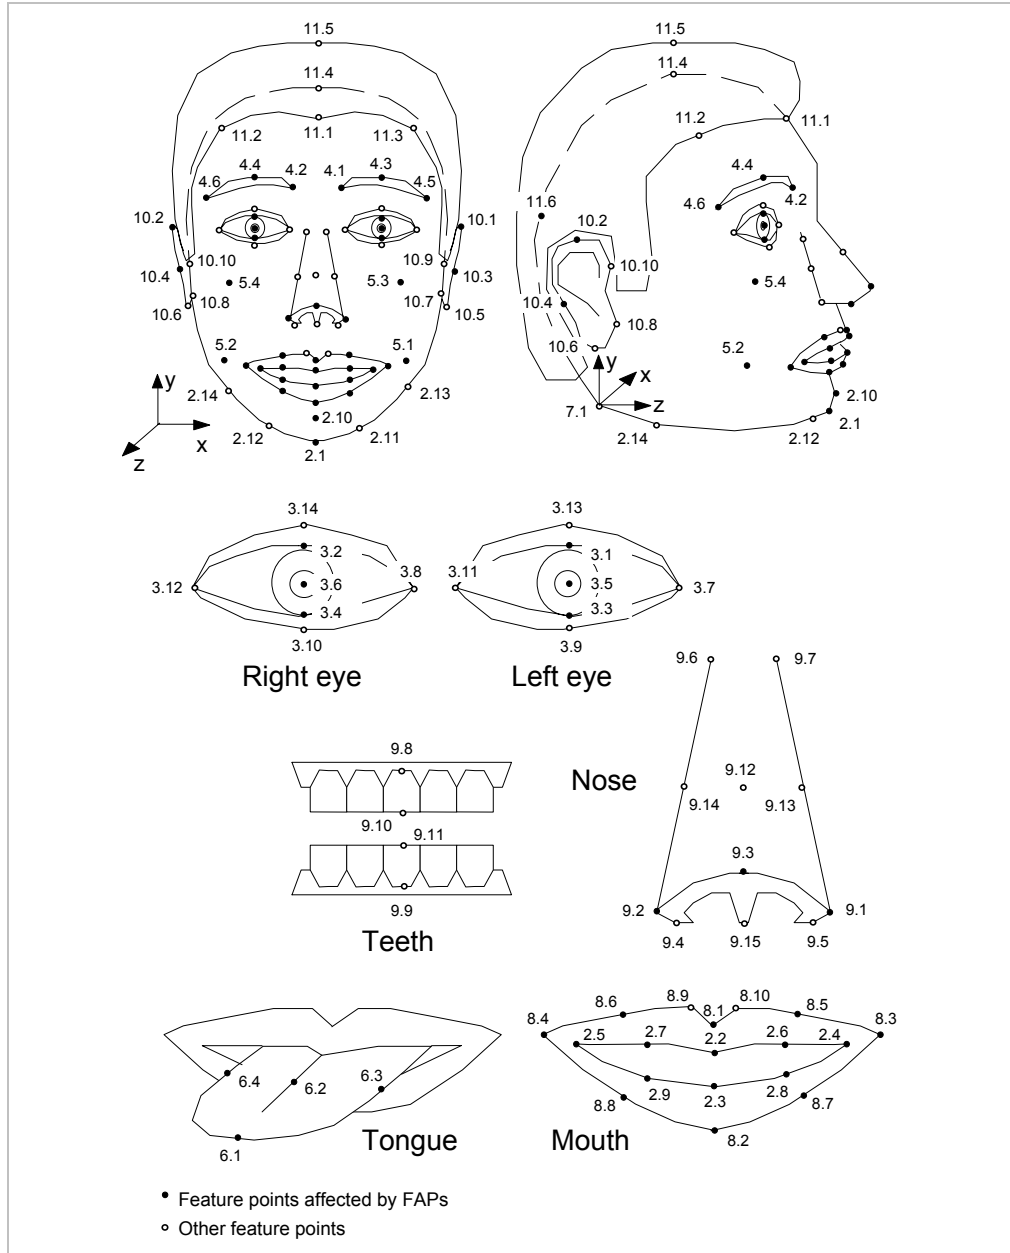 11.5
11.5
11.4
11.4
11.2 11.1 11.3
11.2 11.1
4.4 4.2 4.1 4.3
4.6 4.5
4.4
4.6 4.2
10.2 10.1
11.6
10.2
10.10 10.9
10.10
10.4 10.3
5.4 5.3
5.4
10.8 10.7
10.6 10.5
10.4
10.8
10.6
5.2 5.1
5.2
y
y
x
z
2.14 2.13
7.1
2.10
2.10
2.1
x
2.12 2.11
2.14 2.12
2.1
z
3.14 3.13
3.2 3.1
3.12 3.6 3.8 3.11 3.5 3.7
3.4 3.3
3.10 3.9
Right eye Left eye
9.6 9.7
9.8
Nose
9.12
9.14 9.13
9.10 9.11
9.3
9.9
9.2 9.1
Teeth
9.4 9.15 9.5
8.6 8.9 8.1 8.10 8.5
8.4 8.3
2.5 2.7 2.2 2.6 2.4
6.4 6.2 6.3
2.9 2.3 2.8
8.8 8.7
6.1
Tongue Mouth
8.2
Feature points affected by FAPs
Other feature points